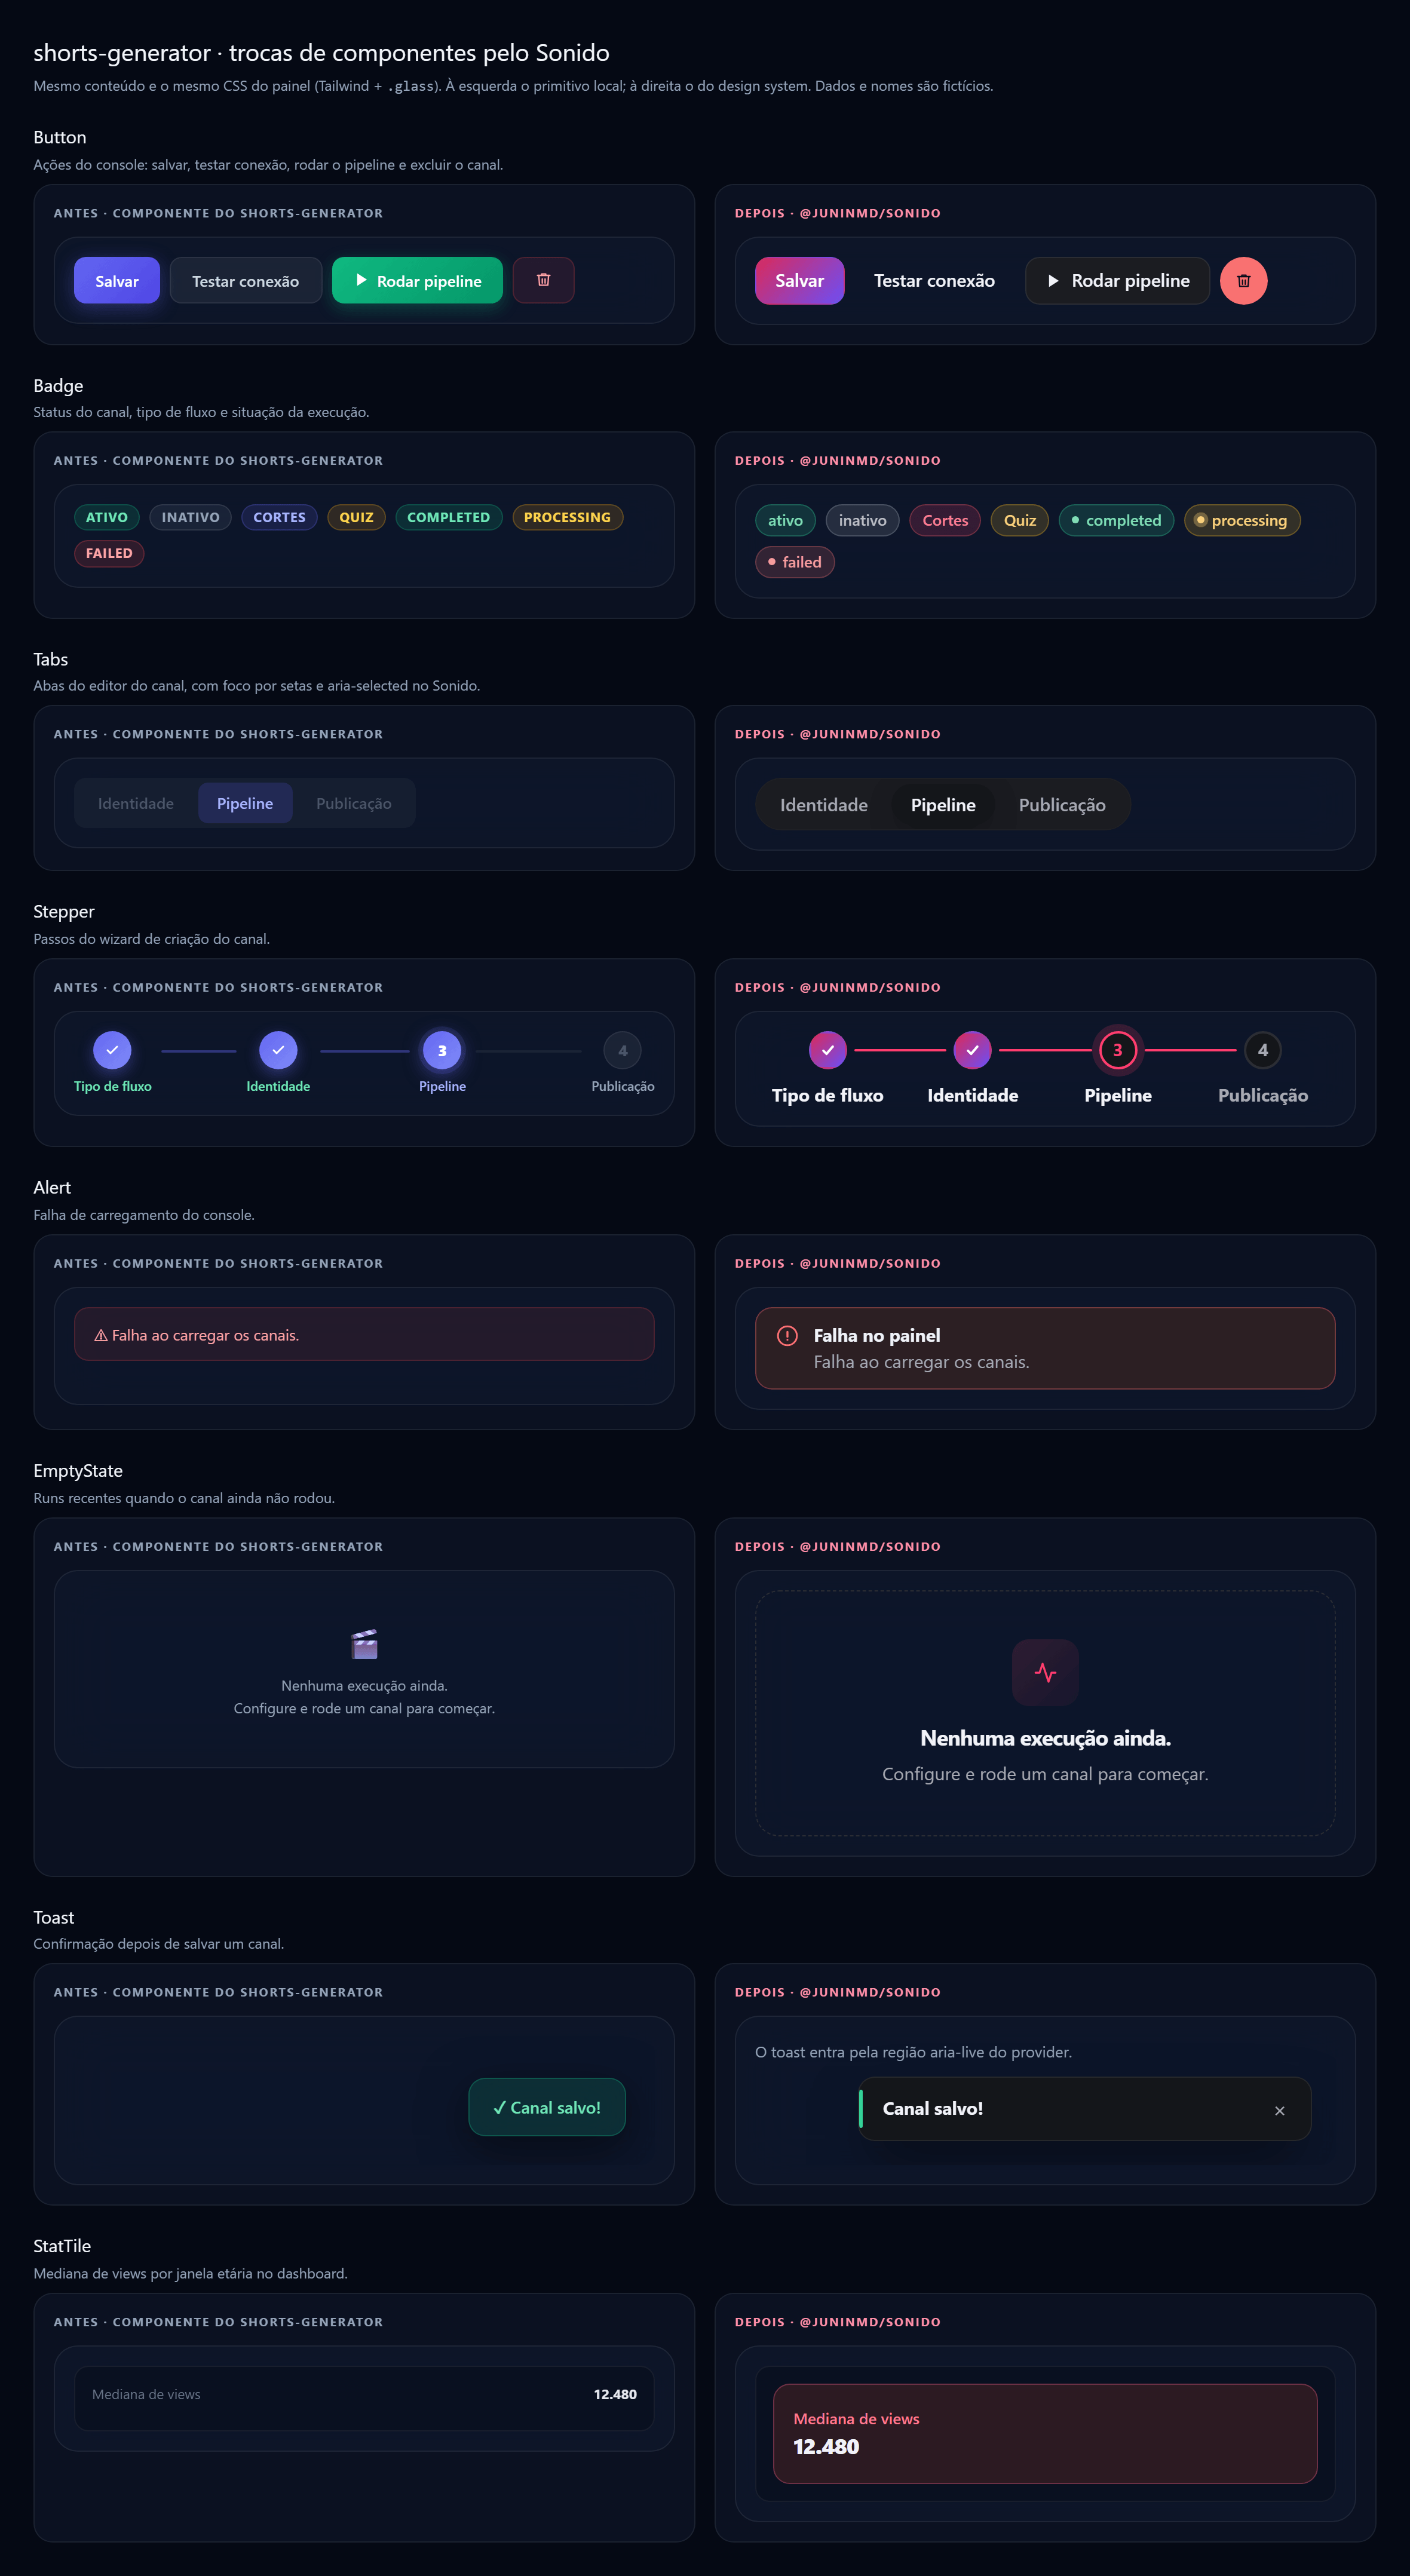 shorts-generator · trocas de componentes pelo Sonido
Mesmo conteúdo e o mesmo CSS do painel (Tailwind + .glass). À esquerda o primitivo local; à direita o do design system. Dados e nomes são fictícios.
Button
Ações do console: salvar, testar conexão, rodar o pipeline e excluir o canal.
ANTES · COMPONENTE DO SHORTS-GENERATOR
Salvar
Testar conexão
Rodar pipeline
DEPOIS · @JUNINMD/SONIDO
Salvar
Testar conexão
Rodar pipeline
Badge
Status do canal, tipo de fluxo e situação da execução.
ANTES · COMPONENTE DO SHORTS-GENERATOR
ATIVO
INATIVO
CORTES
QUIZ
COMPLETED
PROCESSING
FAILED
DEPOIS · @JUNINMD/SONIDO
ativo
inativo
Cortes
Quiz
completed
processing
failed
Tabs
Abas do editor do canal, com foco por setas e aria-selected no Sonido.
ANTES · COMPONENTE DO SHORTS-GENERATOR
Identidade
Pipeline
Publicação
DEPOIS · @JUNINMD/SONIDO
Identidade
Pipeline
Publicação
Stepper
Passos do wizard de criação do canal.
ANTES · COMPONENTE DO SHORTS-GENERATOR
3
4
Tipo de fluxo
Identidade
Pipeline
Publicação
DEPOIS · @JUNINMD/SONIDO
3
4
Tipo de fluxo
Identidade
Pipeline
Publicação
Alert
Falha de carregamento do console.
ANTES · COMPONENTE DO SHORTS-GENERATOR
⚠ Falha ao carregar os canais.
DEPOIS · @JUNINMD/SONIDO
Falha no painel
Falha ao carregar os canais.
EmptyState
Runs recentes quando o canal ainda não rodou.
ANTES · COMPONENTE DO SHORTS-GENERATOR
Nenhuma execução ainda.
Configure e rode um canal para começar.
DEPOIS · @JUNINMD/SONIDO
Nenhuma execução ainda.
Configure e rode um canal para começar.
Toast
Confirmação depois de salvar um canal.
ANTES · COMPONENTE DO SHORTS-GENERATOR
✓ Canal salvo!
DEPOIS · @JUNINMD/SONIDO
O toast entra pela região aria-live do provider.
Canal salvo!
×
StatTile
Mediana de views por janela etária no dashboard.
ANTES · COMPONENTE DO SHORTS-GENERATOR
Mediana de views
12.480
DEPOIS · @JUNINMD/SONIDO
Mediana de views
12.480